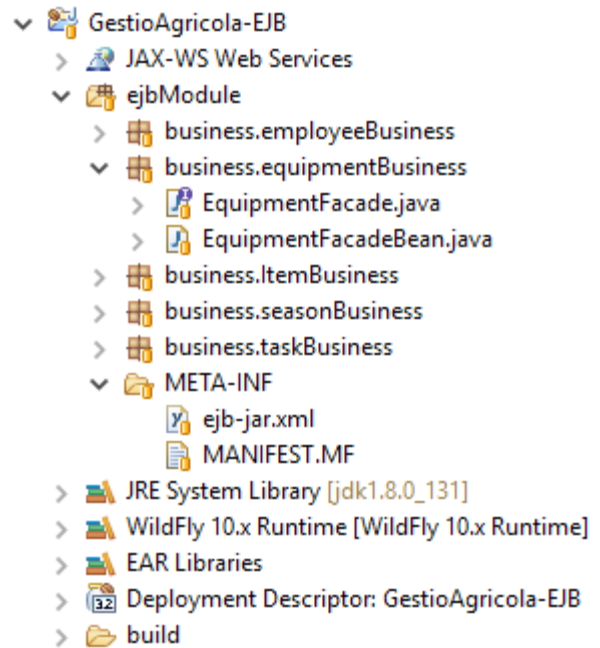 GestioAgricola-EJB
JAX-WS Web Services
ejbModule
business.employeeBusiness
business.equipmentBusiness
EquipmentFacade.java
EquipmentFacadeBean.java
business.ItemBusiness
business.seasonBusiness
business.taskBusiness
META-INF
ejb-jar.xml
MANIFEST.MF
JRE System Library [jdk1.8.0_131]
WildFly 10.x Runtime [WildFly 10.x Runtime]
EAR Libraries
Deployment Descriptor: GestioAgricola-EJB
build